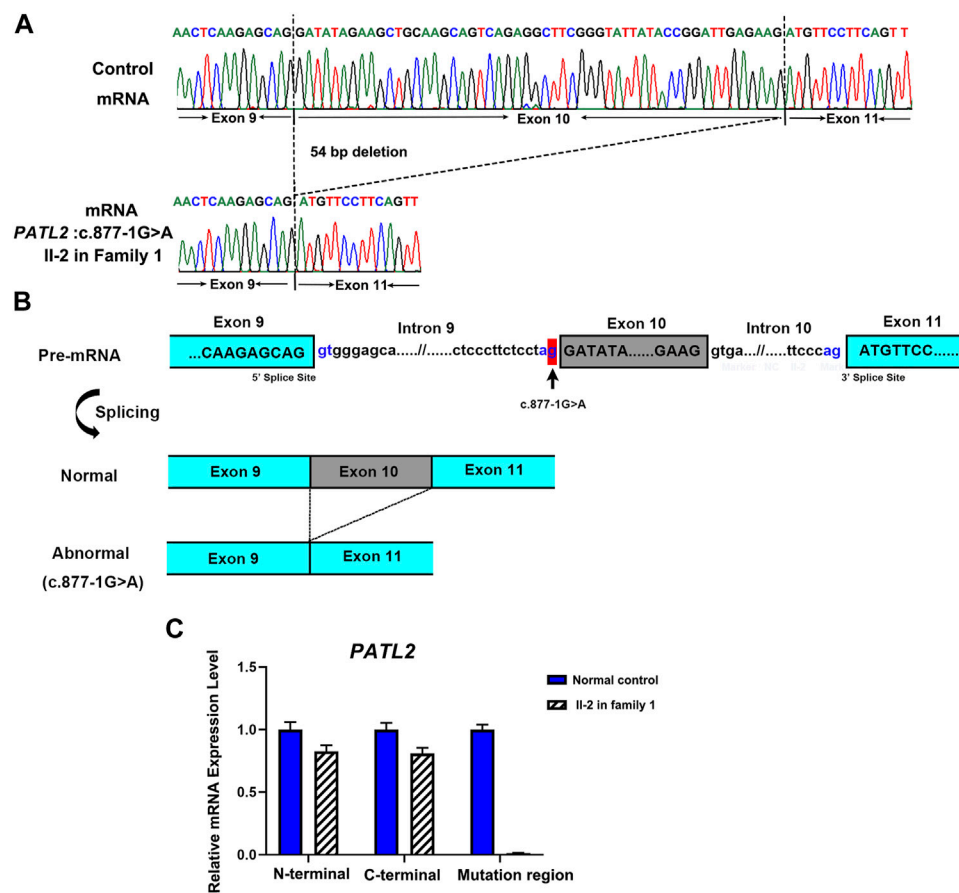 A
AACTCAAGAGCAGGATATAGAAGCTGCAAGCAGTCAGAGGCTTCGGGTATTATACCGGATTGAGAAGATGTTCCTTCAGTT
Control
mRNA
Exon 9
Exon 10
Exon 11
54 bp deletion
AACTCAAGAGCAGATGTTCCTTCAGTT
mRNA
PATL2 :c.877-1G>A
II-2 in Family 1
Exon 9
Exon 11
B
Exon 9
Intron 9
Exon 10
Intron 10
Exon 11
Pre-mRNA
...CAAGAGCAG
gtgggagca.....//......ctcccttctcctag
GATATA......GAAG
gtga...//.....ttcccag
ATGTTCC......
5' Splice Site
Marker NC II-2
3' Splice Site
c.877-1G>A
Splicing
Normal
Exon 9
Exon 10
Exon 11
Abnormal
(c.877-1G>A)
Exon 9
Exon 11
C
PATL2
Relative mRNA Expression Level
1.5
1.0
0.5
0.0
Normal control
II-2 in family 1
N-terminal
C-terminal
Mutation region